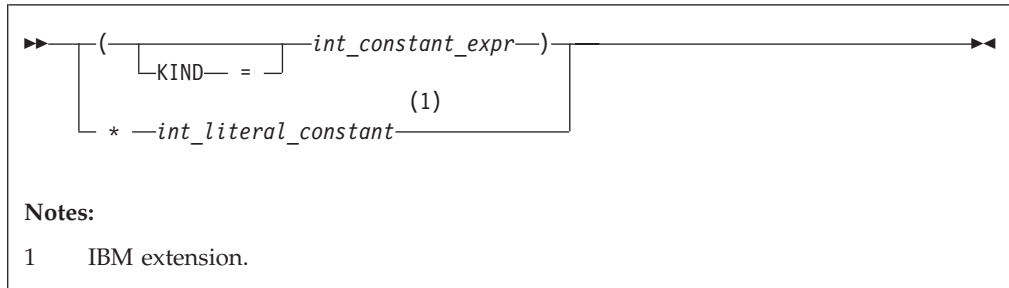 ( int_constant_expr )
KIND =
(1)
* int_literal_constant
Notes:
1 IBM extension.